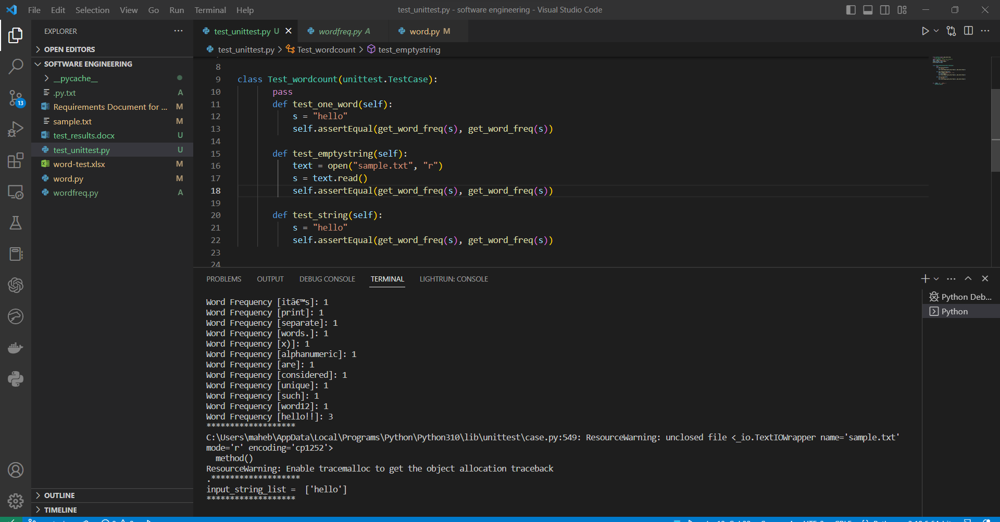 File Edit Selection View Go Run Terminal Help
test_unittest.py - software engineering - Visual Studio Code
EXPLORER
OPEN EDITORS
SOFTWARE ENGINEERING
__pycache__
.py.txt A
Requirements Document for ... M
sample.txt M
test_results.docx U
test_unittest.py U
word-test.xlsx M
word.py M
wordfreq.py A
OUTLINE
TIMELINE
13
test_unittest.py U
wordfreq.py A
word.py M
test_unittest.py > Test_wordcount > test_emptystring
8
9 class Test_wordcount(unittest.TestCase):
10 pass
11 def test_one_word(self):
12 s = "hello"
13 self.assertEqual(get_word_freq(s), get_word_freq(s))
14
15 def test_emptystring(self):
16 text = open("sample.txt", "r")
17 s = text.read()
18 self.assertEqual(get_word_freq(s), get_word_freq(s))
19
20 def test_string(self):
21 s = "hello"
22 self.assertEqual(get_word_freq(s), get_word_freq(s))
23
24
PROBLEMS OUTPUT DEBUG CONSOLE TERMINAL LIGHTRUN: CONSOLE
Word Frequency [itâ€™s]: 1
Word Frequency [print]: 1
Word Frequency [separate]: 1
Word Frequency [words.]: 1
Word Frequency [x)]: 1
Word Frequency [alphanumeric]: 1
Word Frequency [are]: 1
Word Frequency [considered]: 1
Word Frequency [unique]: 1
Word Frequency [such]: 1
Word Frequency [word12]: 1
Word Frequency [hello!!]: 3
*******************
C:\Users\maheb\AppData\Local\Programs\Python\Python310\lib\unittest\case.py:549: ResourceWarning: unclosed file <_io.TextIOWrapper name='sample.txt'
mode='r' encoding='cp1252'>
method()
ResourceWarning: Enable tracemalloc to get the object allocation traceback
.*******************
input_string_list = ['hello']
*******************
Python Deb...
Python